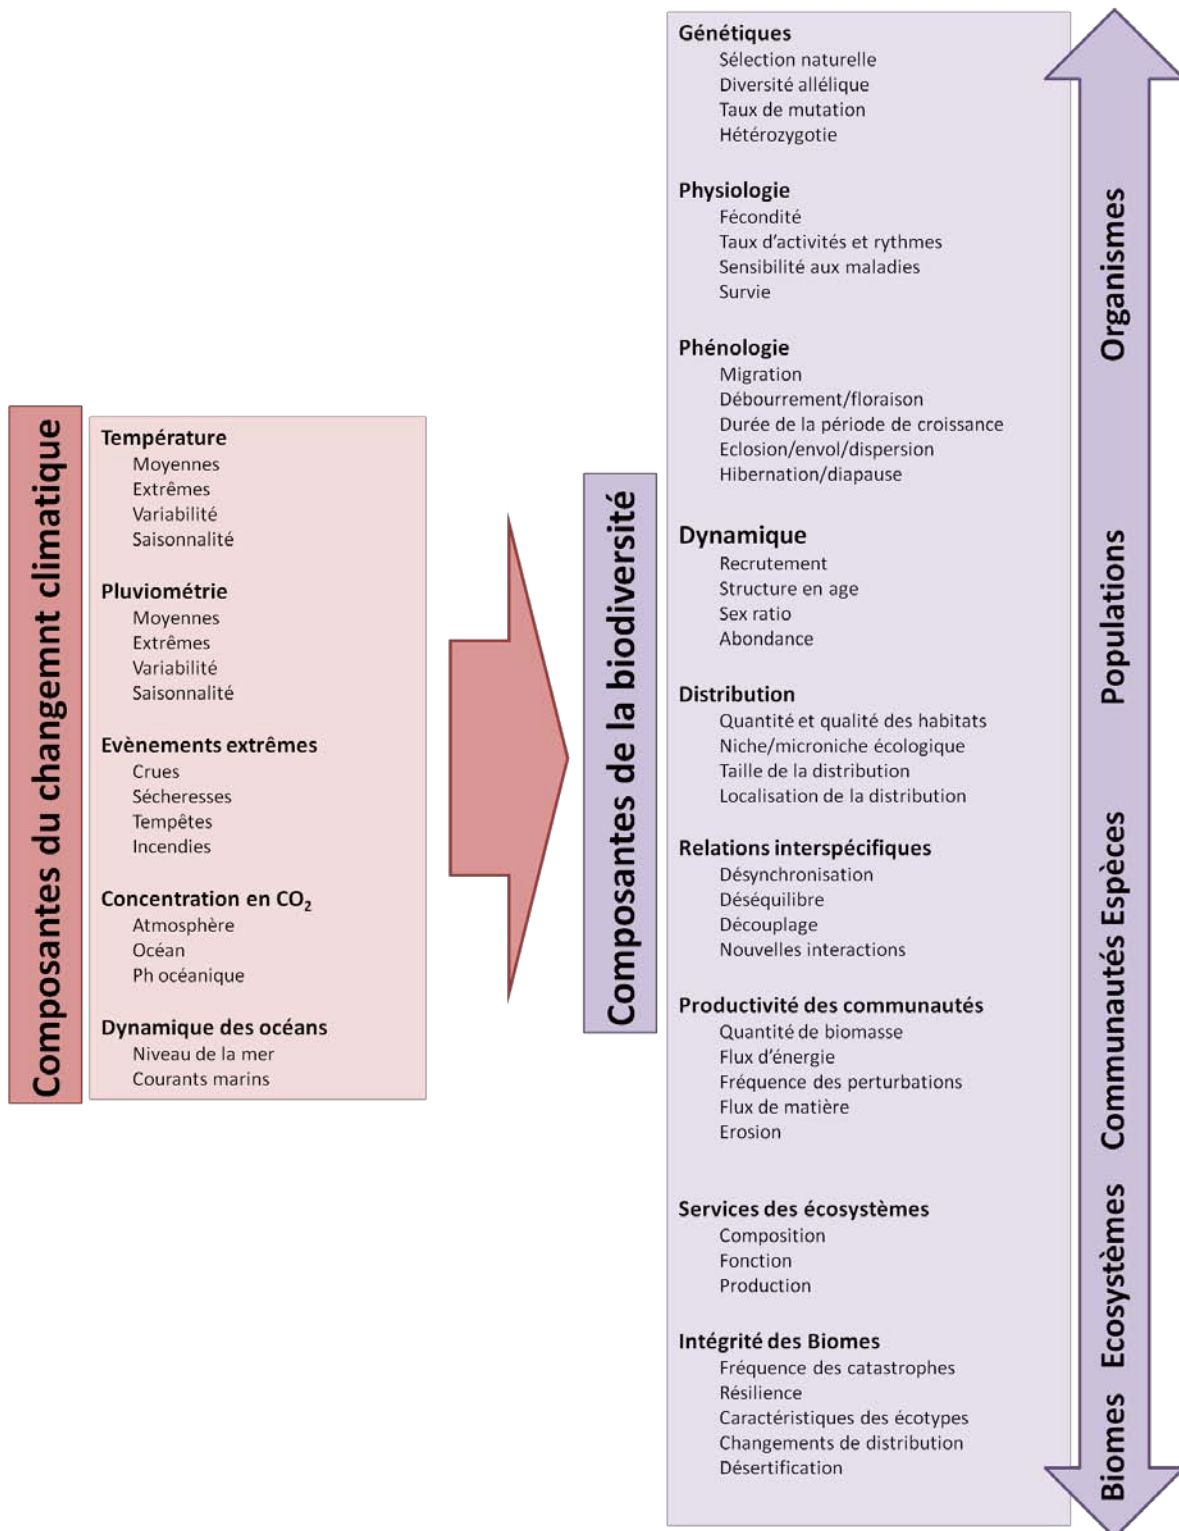 Composantes du changemnt climatique
Température
Moyennes
Extrêmes
Variabilité
Saisonnalité
Pluviométrie
Moyennes
Extrêmes
Variabilité
Saisonnalité
Evènements extrêmes
Crues
Sécheresses
Tempêtes
Incendies
Concentration en CO₂
Atmosphère
Océan
Ph océanique
Dynamique des océans
Niveau de la mer
Courants marins
Composantes de la biodiversité
Génétiques
Sélection naturelle
Diversité allélique
Taux de mutation
Hétérozygotie
Physiologie
Fécondité
Taux d'activités et rythmes
Sensibilité aux maladies
Survie
Phénologie
Migration
Débourrement/floraison
Durée de la période de croissance
Eclosion/envol/dispersion
Hibernation/diapause
Dynamique
Recrutement
Structure en age
Sex ratio
Abondance
Distribution
Quantité et qualité des habitats
Niche/microniche écologique
Taille de la distribution
Localisation de la distribution
Relations interspécifiques
Désynchronisation
Déséquilibre
Découplage
Nouvelles interactions
Productivité des communautés
Quantité de biomasse
Flux d'énergie
Fréquence des perturbations
Flux de matière
Erosion
Services des écosystèmes
Composition
Fonction
Production
Intégrité des Biomes
Fréquence des catastrophes
Résilience
Caractéristiques des écotypes
Changements de distribution
Désertification
Organismes
Populations
Espèces
Communautés
Ecosystèmes
Biomes